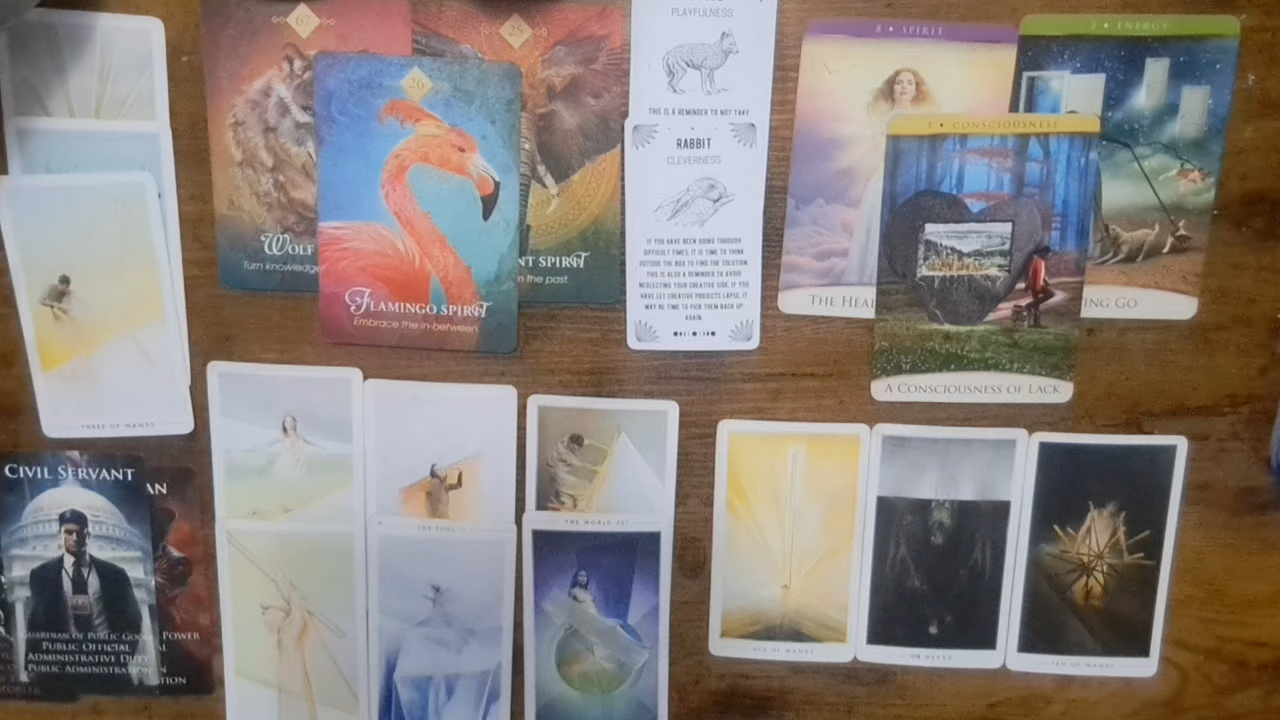 67
WOLF
Turn knowledge
25
NT SPIRIT
n the past.
26
FLAMINGO SPIRIT
Embrace the in-between.
PLAYFULNESS
THIS IS A REMINDER TO NOT TAKE
RABBIT
CLEVERNESS
IF YOU HAVE BEEN GOING THROUGH
DIFFICULT TIMES, IT IS TIME TO THINK
OUTSIDE THE BOX TO FIND THE SOLUTION.
THIS IS ALSO A REMINDER TO AVOID
NEGLECTING YOUR CREATIVE SIDE. IF YOU
HAVE LET CREATIVE PROJECTS LAPSE, IT
MAY BE TIME TO PICK THEM BACK UP
AGAIN.
8 • SPIRIT
THE HEAL
ENERGY
ING GO
CONSCIOUSNESS
A CONSCIOUSNESS OF LACK
THREE OF WANDS
CIVIL SERVANT
AN
GUARDIAN OF PUBLIC GOOD
PUBLIC OFFICIAL
ADMINISTRATIVE DUTY
PUBLIC ADMINISTRATION
POWER
AL
N
TION
THE FOOL
THE WORLD
ACE OF WANDS
TEN OF WANDS